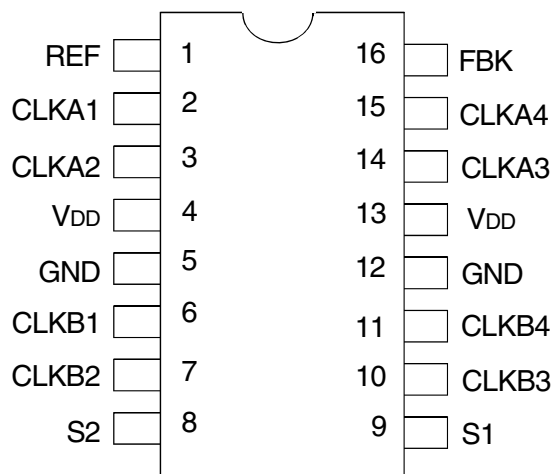 REF 1 16 FBK
CLKA1 2 15 CLKA4
CLKA2 3 14 CLKA3
VDD 4 13 VDD
GND 5 12 GND
CLKB1 6 11 CLKB4
CLKB2 7 10 CLKB3
S2 8 9 S1